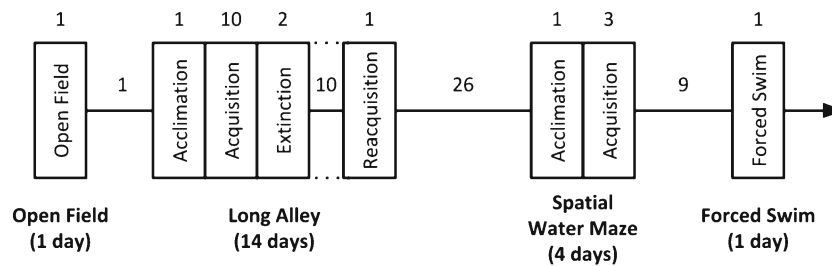 1 1 10 2 . . . . 1 1 3 1
Open Field 1 Acclimation Acquisition Extinction 10 Reacquisition 26 Acclimation Acquisition 9 Forced Swim
. . . .
Open Field
(1 day)
Long Alley
(14 days)
Spatial
Water Maze
(4 days)
Forced Swim
(1 day)